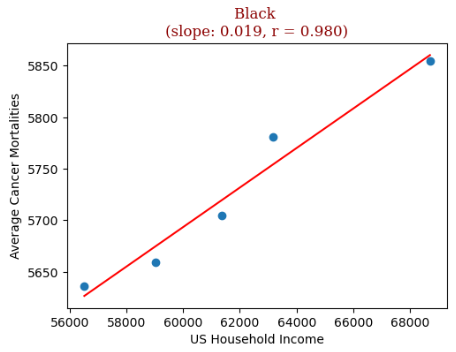 Black
(slope: 0.019, r = 0.980)
5850
5800
5750
5700
5650
Average Cancer Mortalities
56000 58000 60000 62000 64000 66000 68000
US Household Income